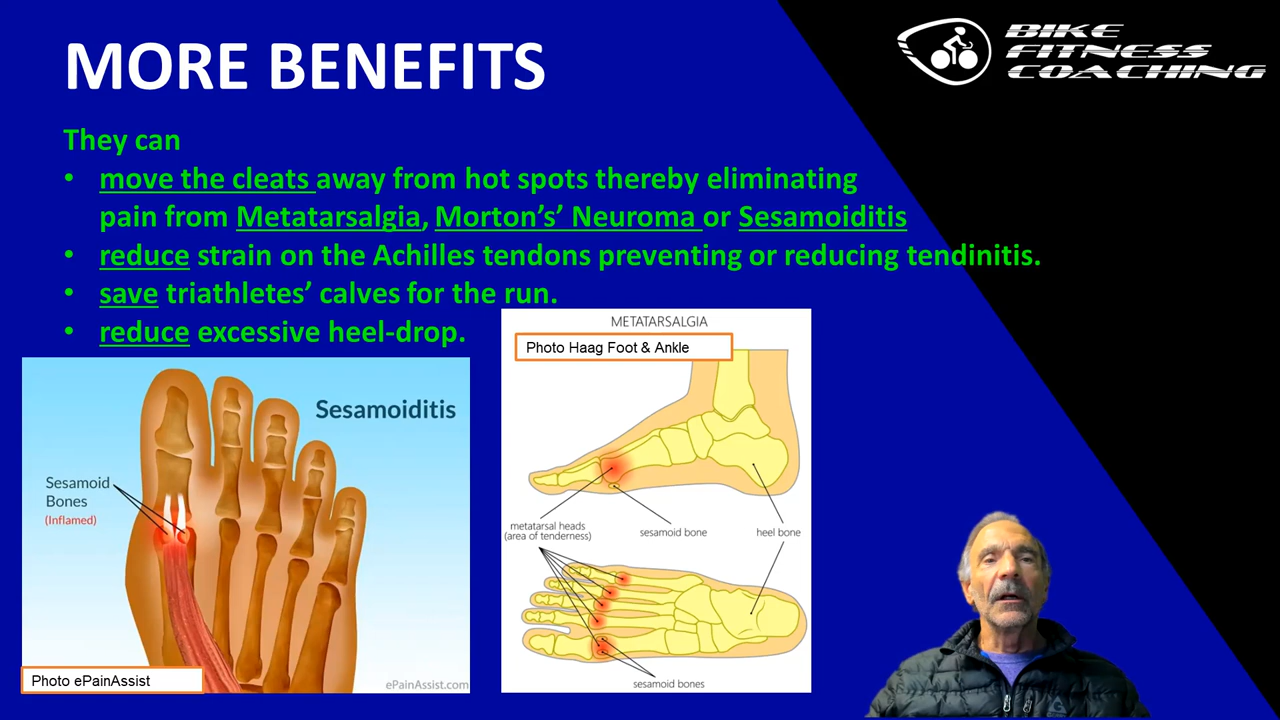 MORE BENEFITS
BIKE
FITNESS
COACHING
They can
• move the cleats away from hot spots thereby eliminating
pain from Metatarsalgia, Morton’s’ Neuroma or Sesamoiditis
• reduce strain on the Achilles tendons preventing or reducing tendinitis.
• save triathletes’ calves for the run.
• reduce excessive heel-drop.
Sesamoiditis
Sesamoid
Bones
(Inflamed)
Photo ePainAssist
ePainAssist.com
METATARSALGIA
Photo Haag Foot & Ankle
metatarsal heads
(area of tenderness)
sesamoid bone
heel bone
sesamoid bones